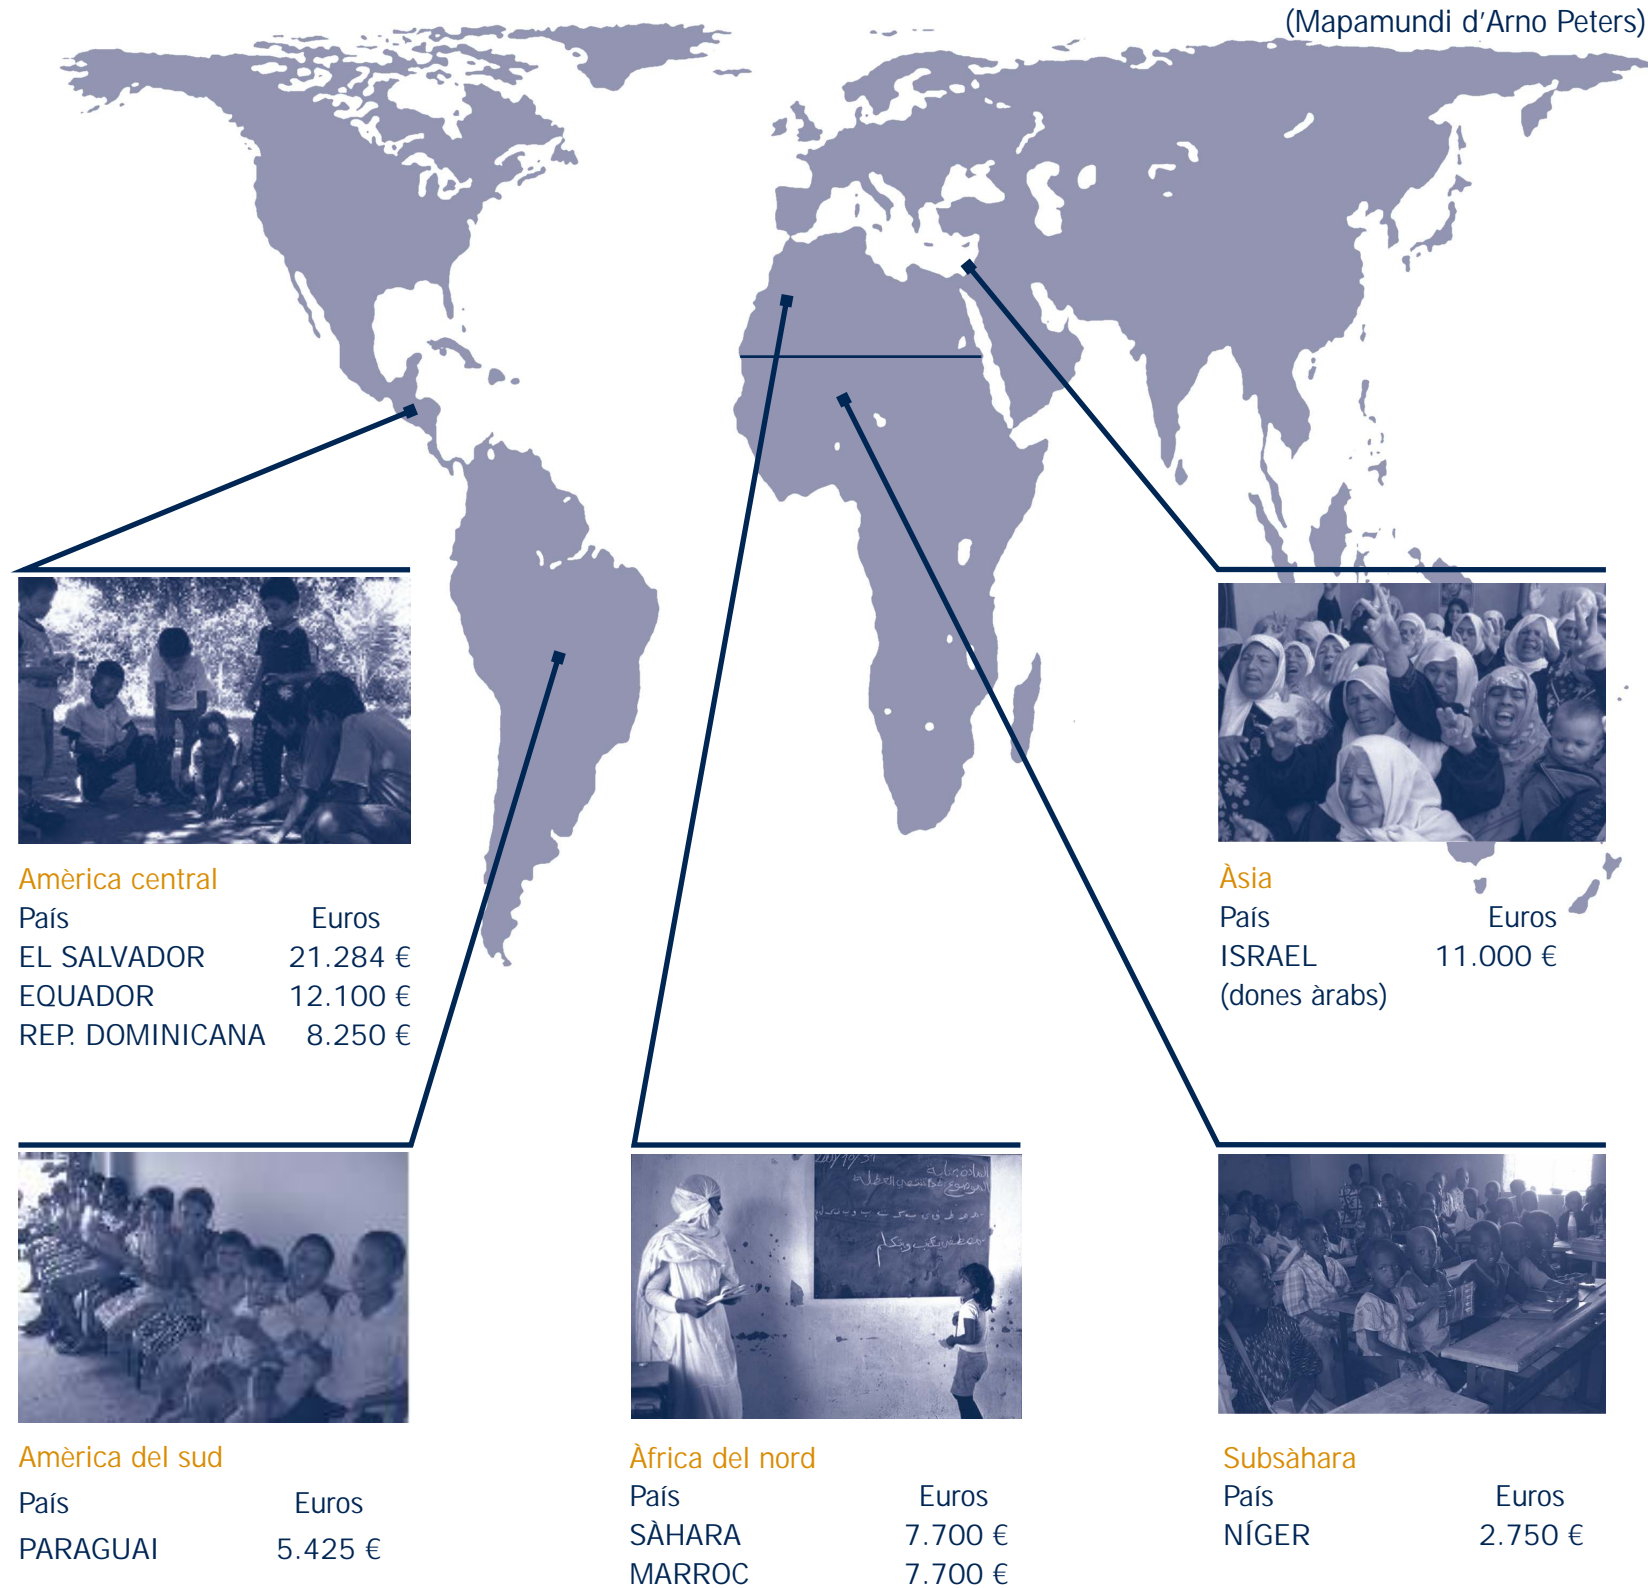 (Mapamundi d'Arno Peters)
Amèrica central
País Euros
EL SALVADOR 21.284 €
EQUADOR 12.100 €
REP. DOMINICANA 8.250 €
Àsia
País Euros
ISRAEL 11.000 €
(dones àrabs)
Amèrica del sud
País Euros
PARAGUAI 5.425 €
Àfrica del nord
País Euros
SÀHARA 7.700 €
MARROC 7.700 €
Subsàhara
País Euros
NÍGER 2.750 €